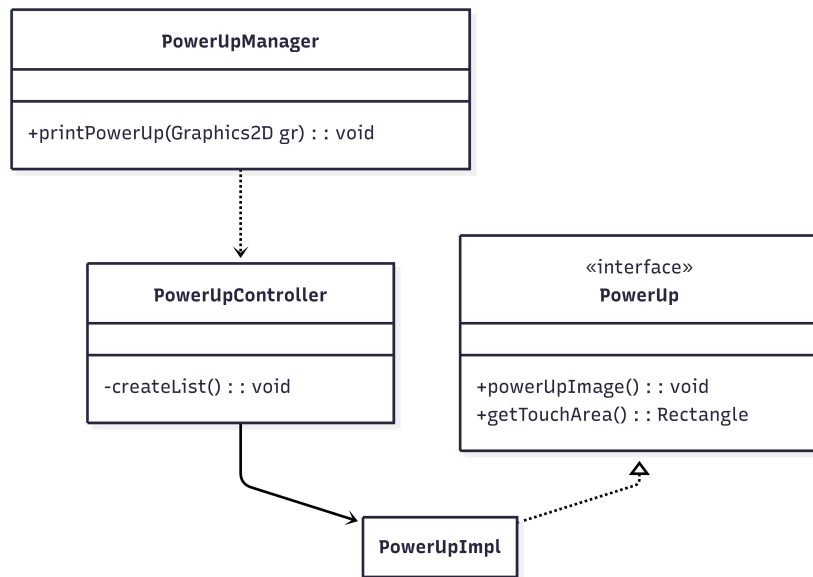 PowerUpManager
+printPowerUp(Graphics2D gr) : : void
PowerUpController
-createList() : : void
«interface»
PowerUp
+powerUpImage() : : void
+getTouchArea() : : Rectangle
PowerUpImpl